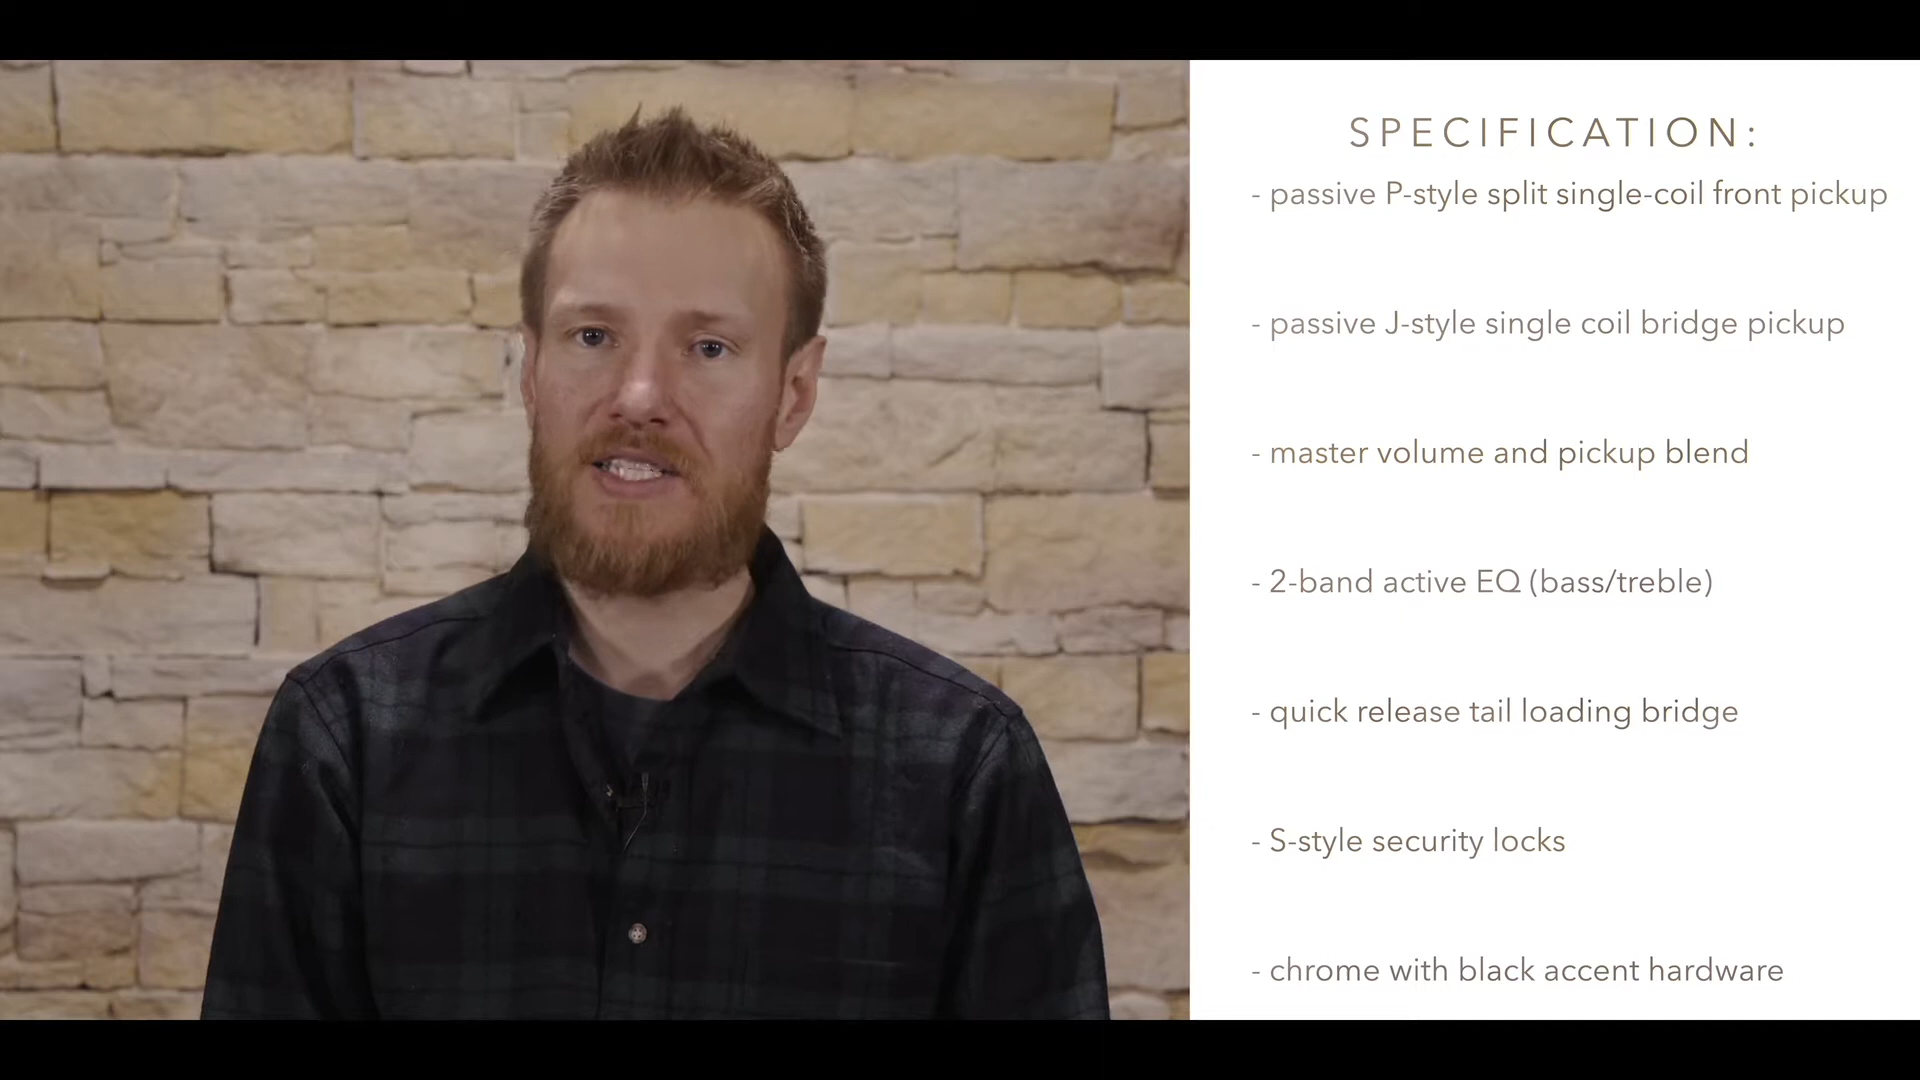 SPECIFICATION:
- passive P-style split single-coil front pickup
- passive J-style single coil bridge pickup
- master volume and pickup blend
- 2-band active EQ (bass/treble)
- quick release tail loading bridge
- S-style security locks
- chrome with black accent hardware